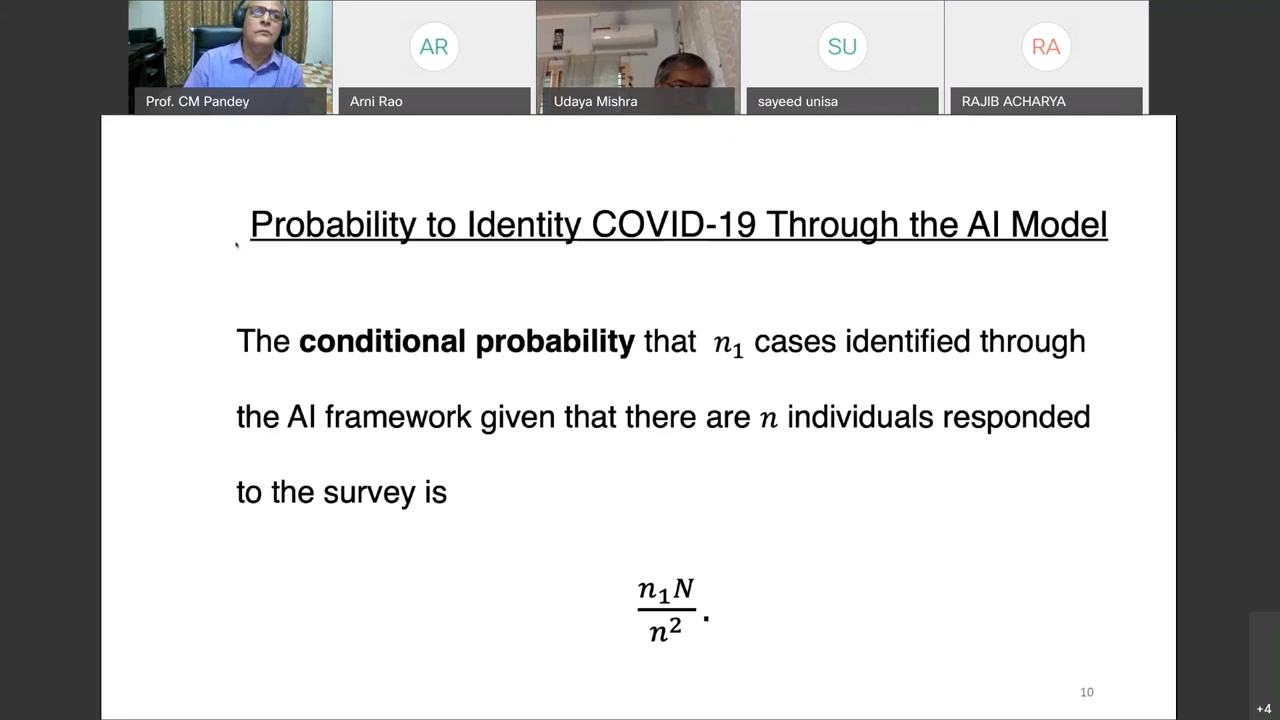 AR
SU
RA
Prof. CM Pandey
Arni Rao
Udaya Mishra
sayeed unisa
RAJIB ACHARYA
Probability to Identity COVID-19 Through the AI Model
The conditional probability that n₁ cases identified through
the AI framework given that there are n individuals responded
to the survey is
n₁N
n².
10
+4